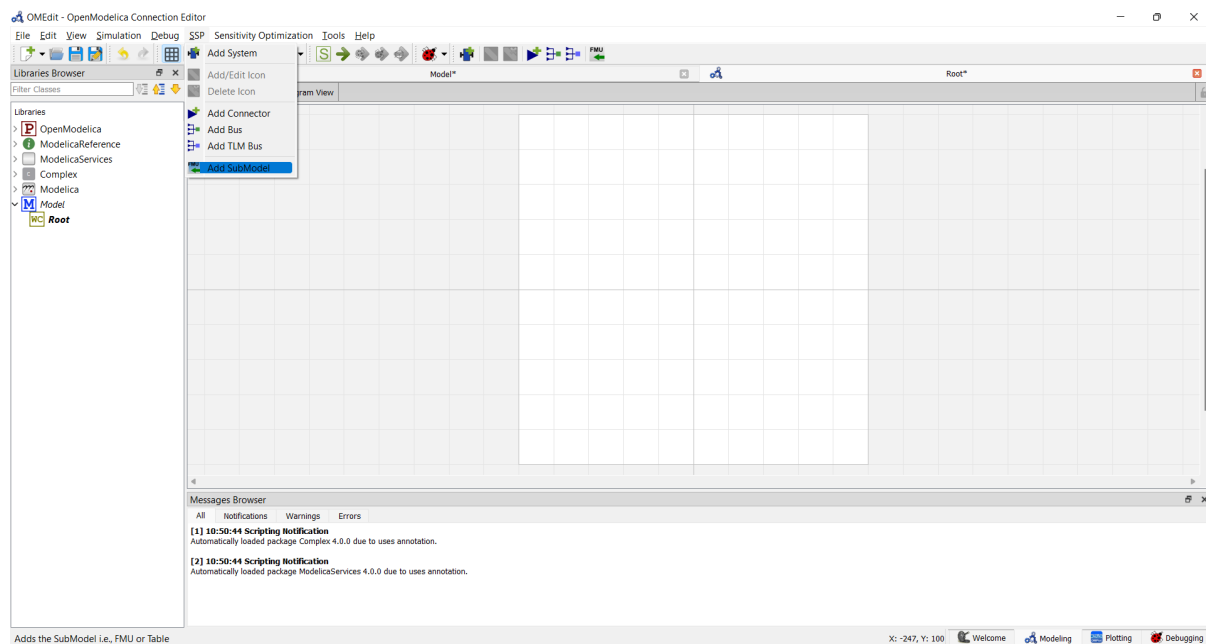 OMEdit - OpenModelica Connection Editor
File Edit View Simulation Debug SSP Sensitivity Optimization Tools Help
S
FMU
Libraries Browser
Filter Classes
Libraries
P OpenModelica
ModelicaReference
ModelicaServices
c Complex
Modelica
M Model
WC Root
Add System
Add/Edit Icon
Delete Icon
Add Connector
Add Bus
Add TLM Bus
FMU Add SubModel
Model*
Root*
gram View
Messages Browser
All Notifications Warnings Errors
[1] 10:50:44 Scripting Notification
Automatically loaded package Complex 4.0.0 due to uses annotation.
[2] 10:50:44 Scripting Notification
Automatically loaded package ModelicaServices 4.0.0 due to uses annotation.
Adds the SubModel i.e., FMU or Table
X: -247, Y: 100 Welcome Modeling Plotting Debugging